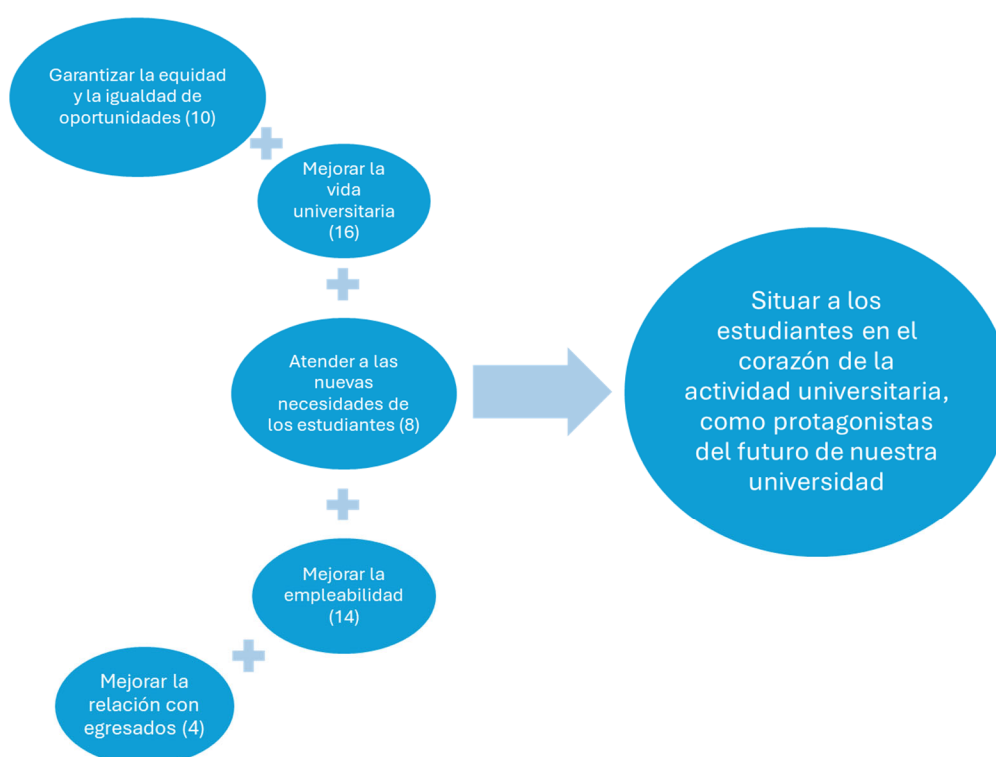 Garantizar la equidad
y la igualdad de
oportunidades (10)
Mejorar la
vida
universitaria
(16)
Atender a las
nuevas
necesidades de
los estudiantes (8)
Mejorar la
empleabilidad
(14)
Mejorar la
relación con
egresados (4)
Situar a los
estudiantes en el
corazón de la
actividad universitaria,
como protagonistas
del futuro de nuestra
universidad